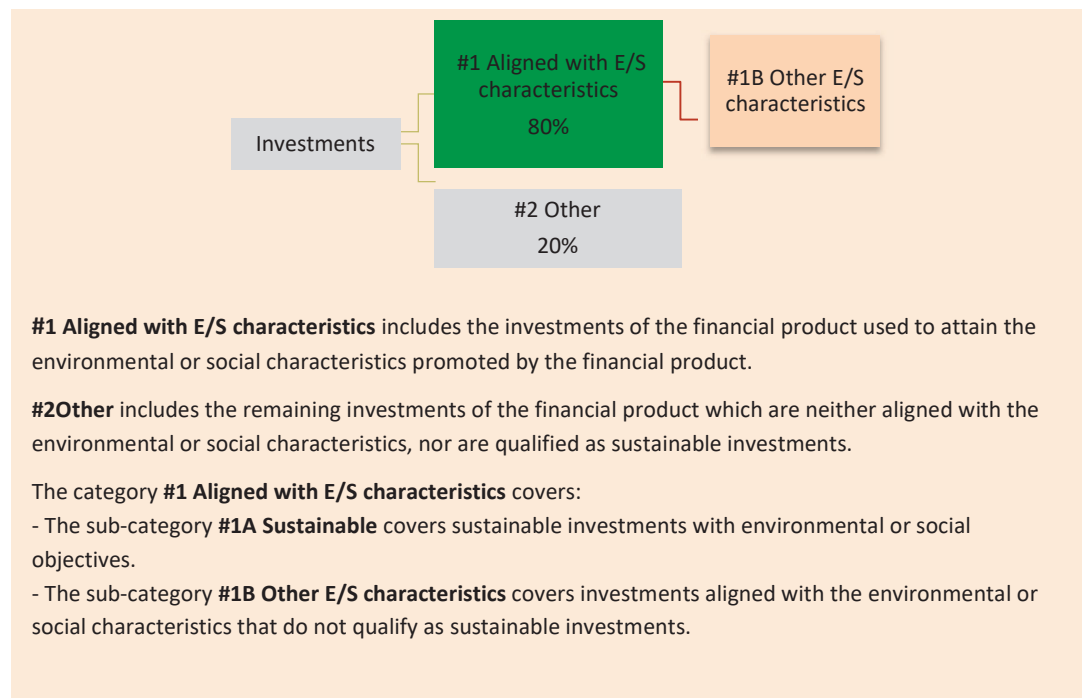 #1 Aligned with E/S
characteristics
80%
#1B Other E/S
characteristics
Investments
#2 Other
20%
#1 Aligned with E/S characteristics includes the investments of the financial product used to attain the
environmental or social characteristics promoted by the financial product.
#2Other includes the remaining investments of the financial product which are neither aligned with the
environmental or social characteristics, nor are qualified as sustainable investments.
The category #1 Aligned with E/S characteristics covers:
- The sub-category #1A Sustainable covers sustainable investments with environmental or social
objectives.
- The sub-category #1B Other E/S characteristics covers investments aligned with the environmental or
social characteristics that do not qualify as sustainable investments.